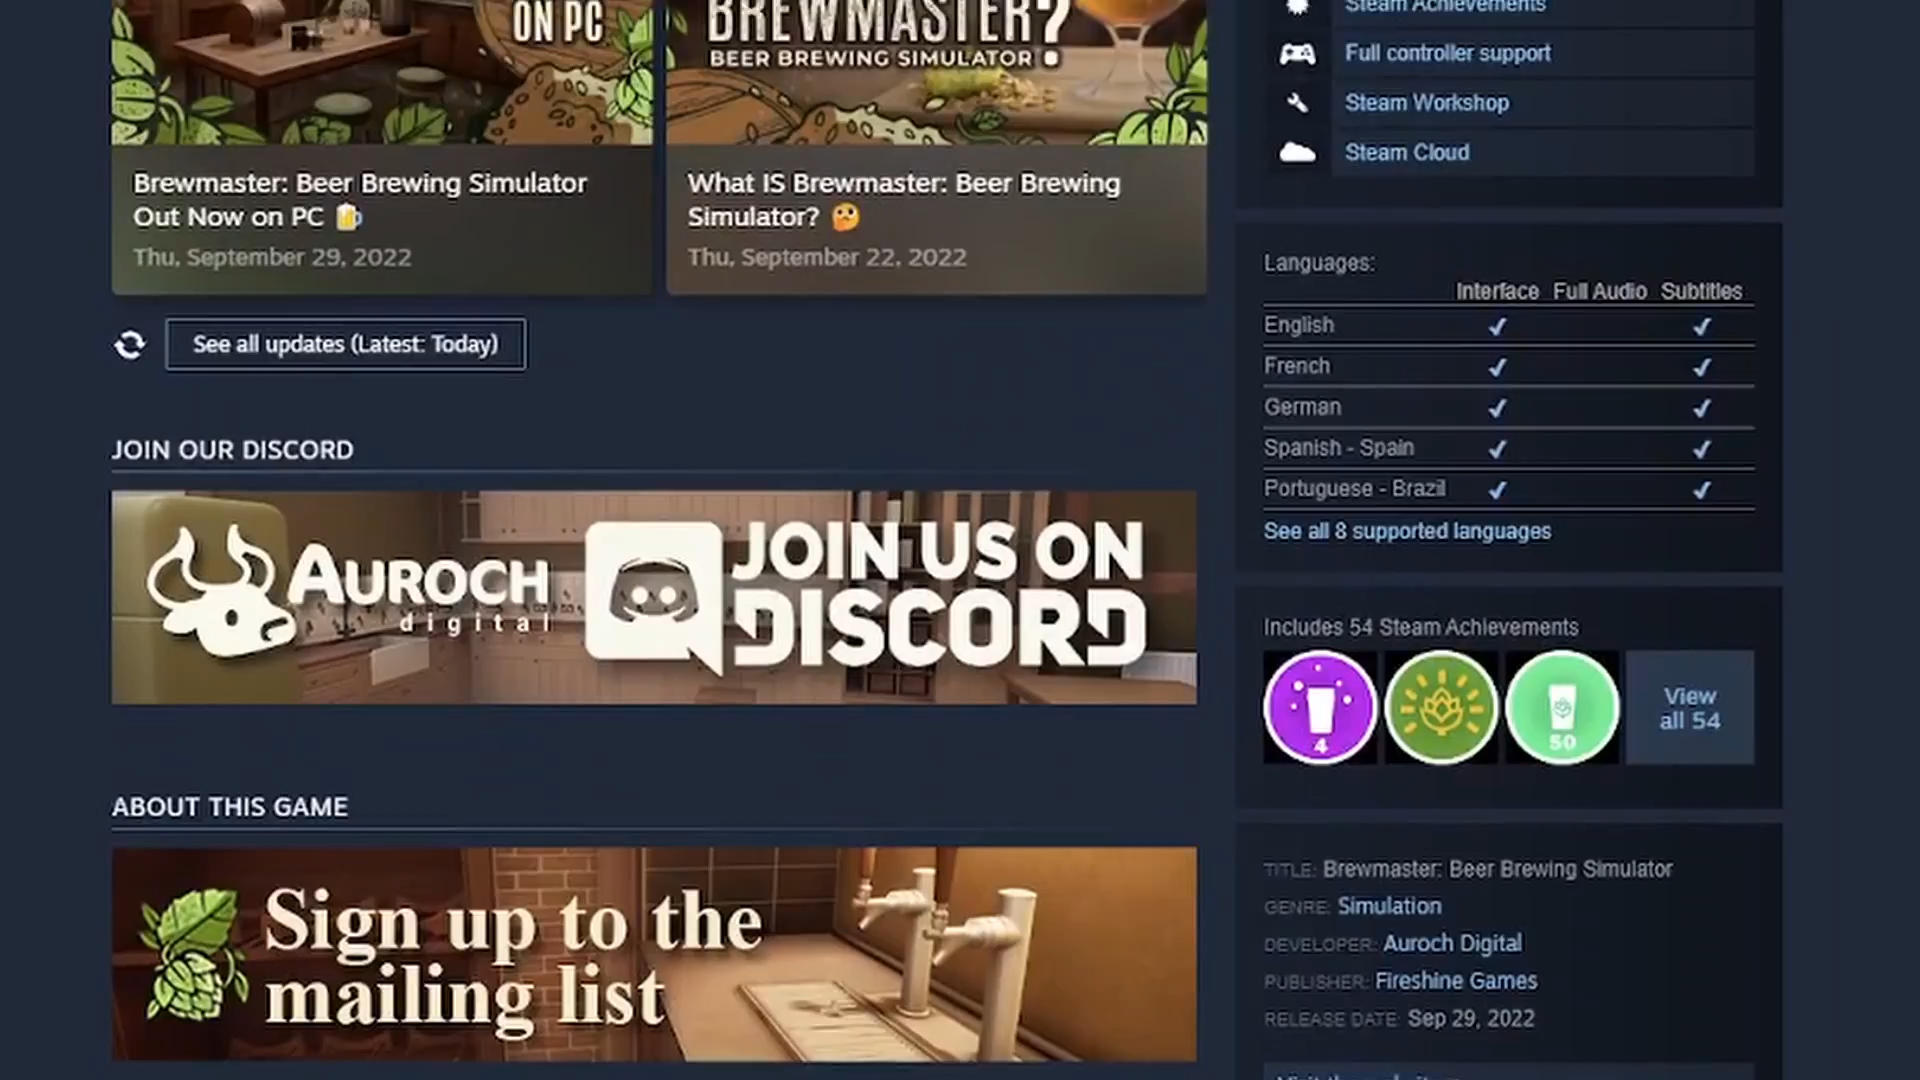 ON PC
BREWMASTER?
BEER BREWING SIMULATOR
Brewmaster: Beer Brewing Simulator
Out Now on PC 🍺
Thu, September 29, 2022
What IS Brewmaster: Beer Brewing
Simulator? 🤔
Thu, September 22, 2022
See all updates (Latest: Today)
JOIN OUR DISCORD
AUROCH
digital
JOIN US ON
DISCORD
ABOUT THIS GAME
Sign up to the
mailing list
Steam Achievements
Full controller support
Steam Workshop
Steam Cloud
Languages:
Interface Full Audio Subtitles
English ✔ ✔
French ✔ ✔
German ✔ ✔
Spanish - Spain ✔ ✔
Portuguese - Brazil ✔ ✔
See all 8 supported languages
Includes 54 Steam Achievements
4
50
View
all 54
TITLE: Brewmaster: Beer Brewing Simulator
GENRE: Simulation
DEVELOPER: Auroch Digital
PUBLISHER: Fireshine Games
RELEASE DATE: Sep 29, 2022